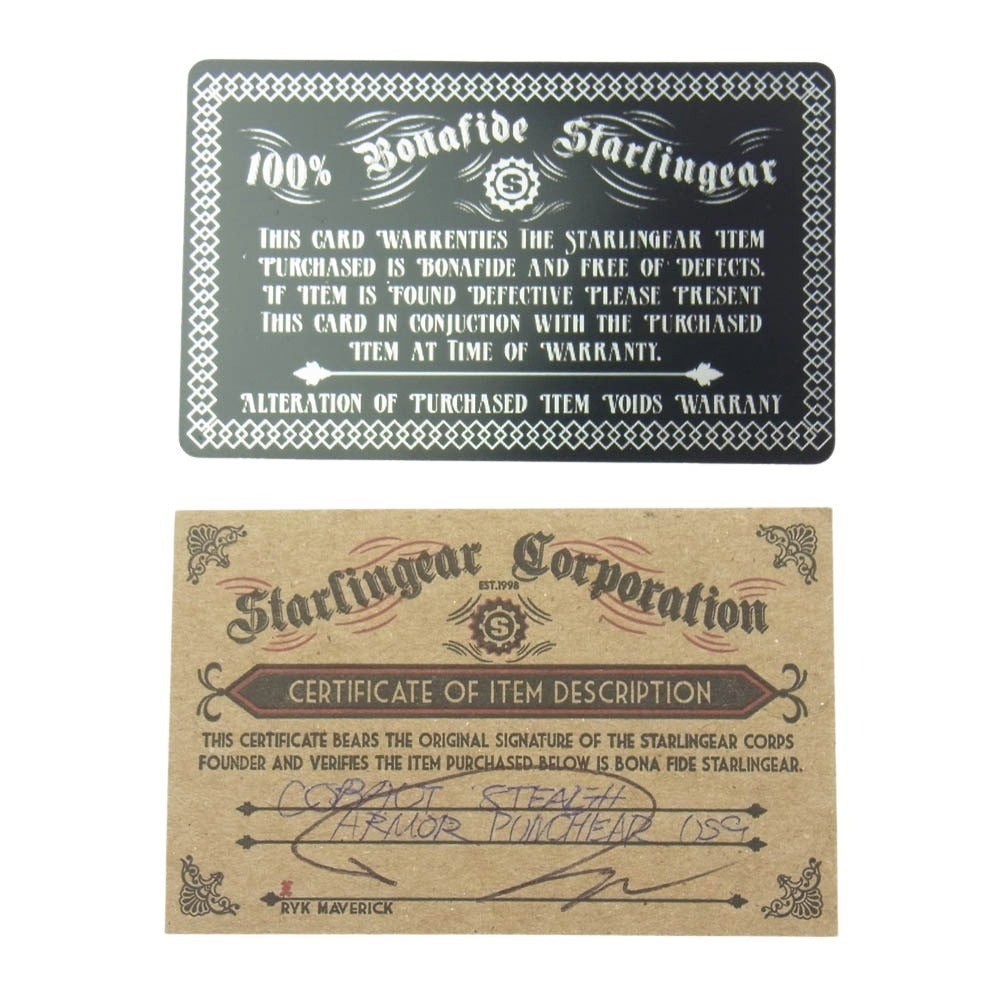 100% Bonafide Starlingear
S
THIS CARD WARRENTIES THE STARLINGEAR ITEM
PURCHASED IS BONAFIDE AND FREE OF DEFECTS.
IF ITEM IS FOUND DEFECTIVE PLEASE PRESENT
THIS CARD IN CONJUCTION WITH THE PURCHASED
ITEM AT TIME OF WARRANTY.
ALTERATION OF PURCHASED ITEM VOIDS WARRANY
Starlingear Corporation
EST.1998
S
CERTIFICATE OF ITEM DESCRIPTION
THIS CERTIFICATE BEARS THE ORIGINAL SIGNATURE OF THE STARLINGEAR CORPS
FOUNDER AND VERIFIES THE ITEM PURCHASED BELOW IS BONA FIDE STARLINGEAR.
STEALTH
ARMOR
X
RYK MAVERICK